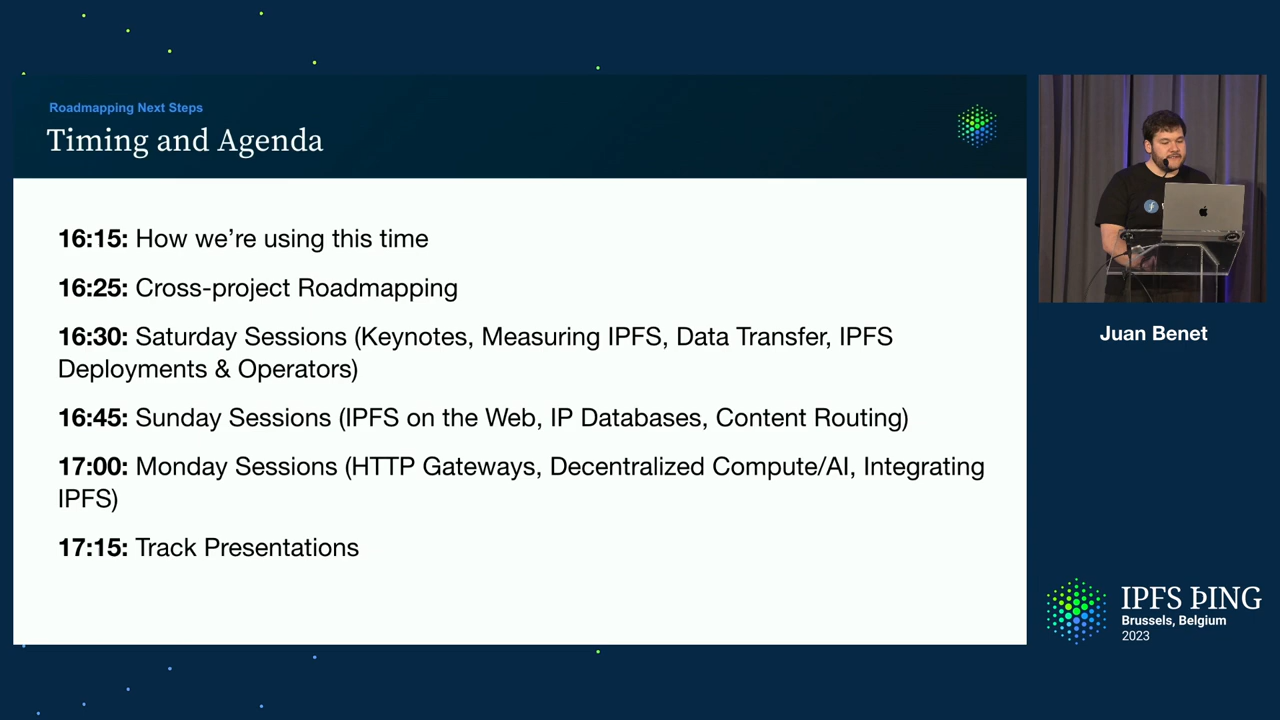 Roadmapping Next Steps
Timing and Agenda
16:15: How we’re using this time
16:25: Cross-project Roadmapping
16:30: Saturday Sessions (Keynotes, Measuring IPFS, Data Transfer, IPFS
Deployments & Operators)
16:45: Sunday Sessions (IPFS on the Web, IP Databases, Content Routing)
17:00: Monday Sessions (HTTP Gateways, Decentralized Compute/AI, Integrating
IPFS)
17:15: Track Presentations
Juan Benet
IPFS ÞING
Brussels, Belgium
2023